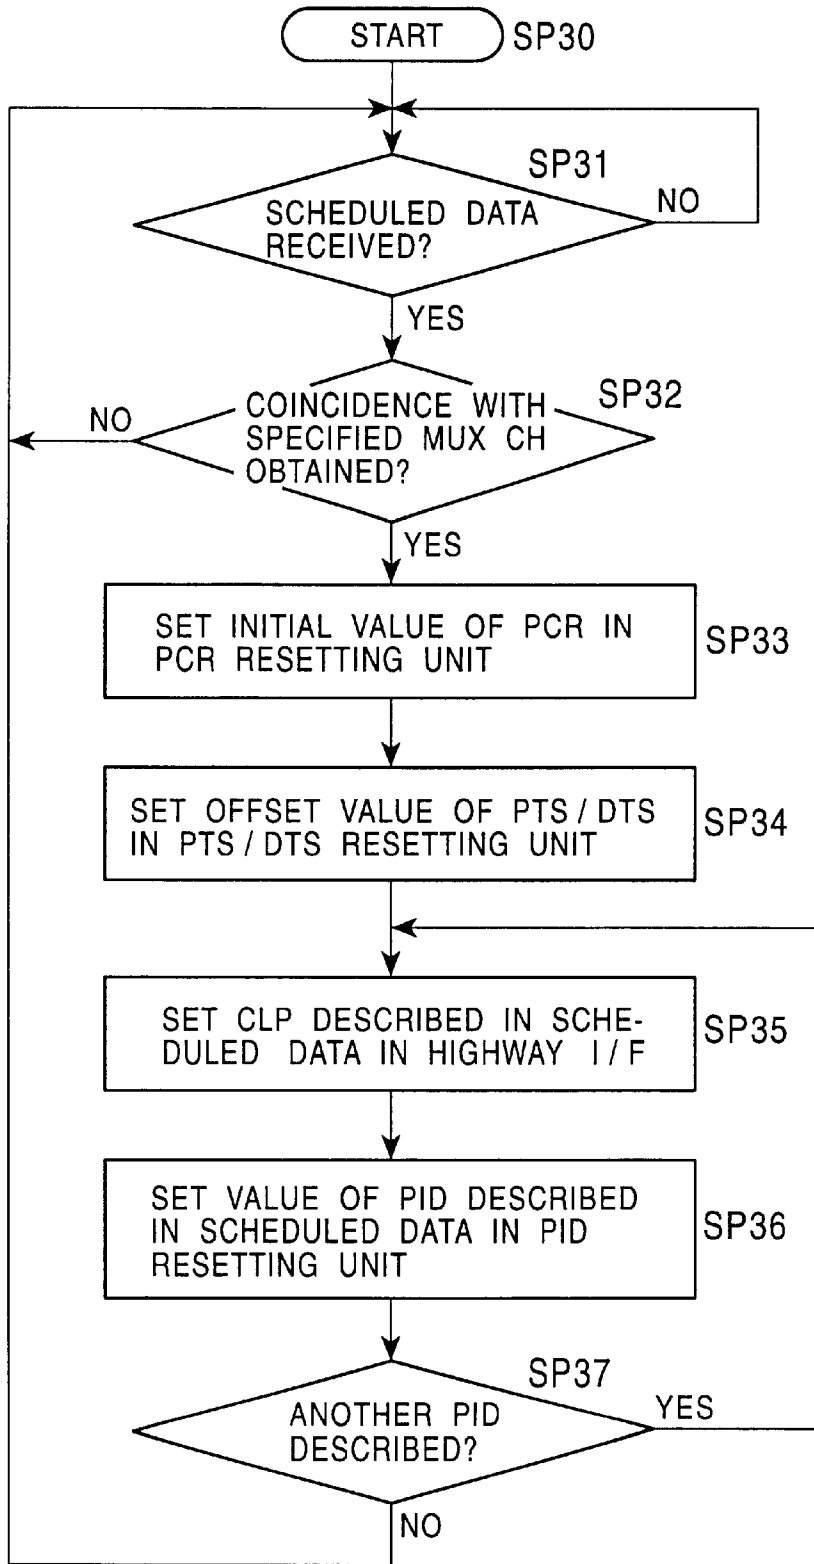 START SP30
SP31
SCHEDULED DATA
RECEIVED?
NO
YES
SP32
NO
COINCIDENCE WITH
SPECIFIED MUX CH
OBTAINED?
YES
SET INITIAL VALUE OF PCR IN
PCR RESETTING UNIT
SP33
SET OFFSET VALUE OF PTS / DTS
IN PTS / DTS RESETTING UNIT
SP34
SET CLP DESCRIBED IN SCHE-
DULED DATA IN HIGHWAY I / F
SP35
SET VALUE OF PID DESCRIBED
IN SCHEDULED DATA IN PID
RESETTING UNIT
SP36
SP37
ANOTHER PID
DESCRIBED?
YES
NO